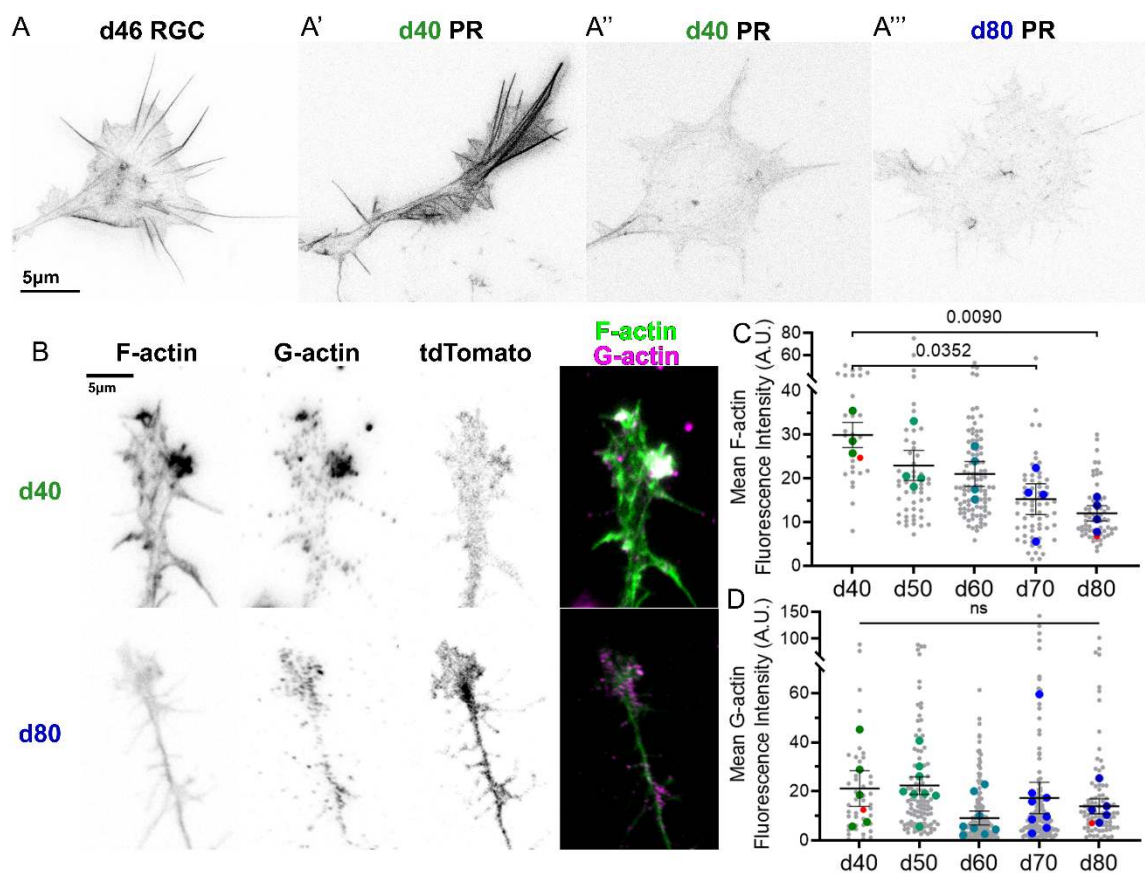 A
d46 RGC
A'
d40 PR
A''
d40 PR
A'''
d80 PR
5µm
B
F-actin
G-actin
tdTomato
F-actin
G-actin
5µm
d40
d80
C
Mean F-actin
Fluorescence Intensity (A.U.)
80
60
40
30
20
10
0
0.0090
0.0352
d40 d50 d60 d70 d80
D
Mean G-actin
Fluorescence Intensity (A.U.)
150
100
60
40
20
0
ns
d40 d50 d60 d70 d80